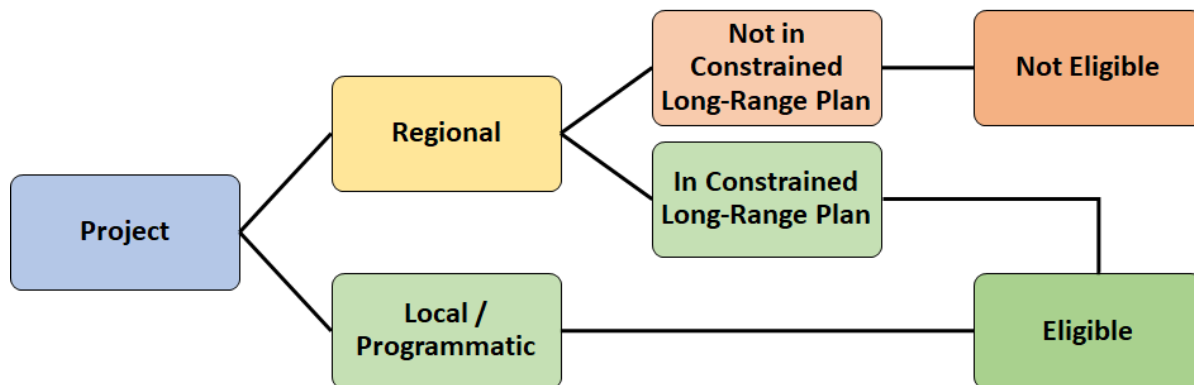 Not in
Constrained
Long-Range Plan
Not Eligible
Regional
In Constrained
Long-Range Plan
Project
Local /
Programmatic
Eligible